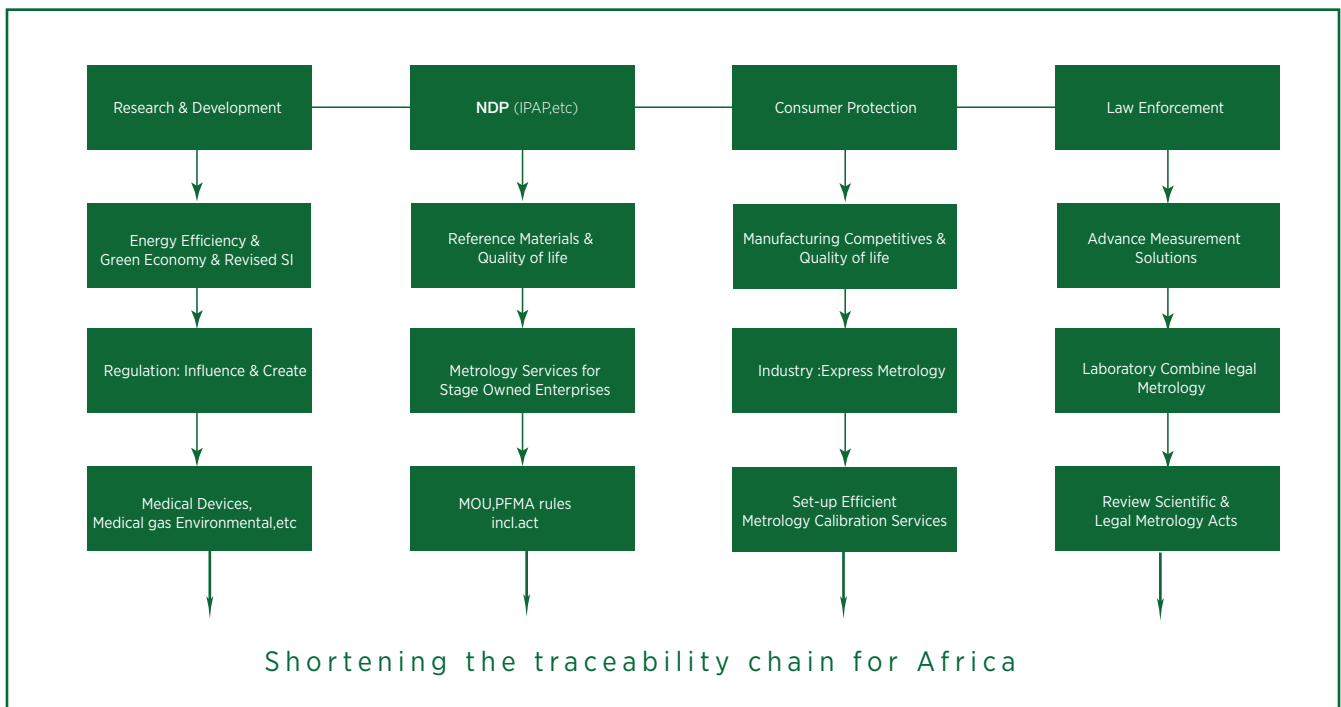 Research & Development
NDP (IPAP,etc)
Consumer Protection
Law Enforcement
Energy Efficiency &
Green Economy & Revised SI
Reference Materials &
Quality of life
Manufacturing Competitives &
Quality of life
Advance Measurement
Solutions
Regulation: Influence & Create
Metrology Services for
Stage Owned Enterprises
Industry :Express Metrology
Laboratory Combine legal
Metrology
Medical Devices,
Medical gas Environmental,etc
MOU,PFMA rules
incl.act
Set-up Efficient
Metrology Calibration Services
Review Scientific &
Legal Metrology Acts
Shortening the traceability chain for Africa